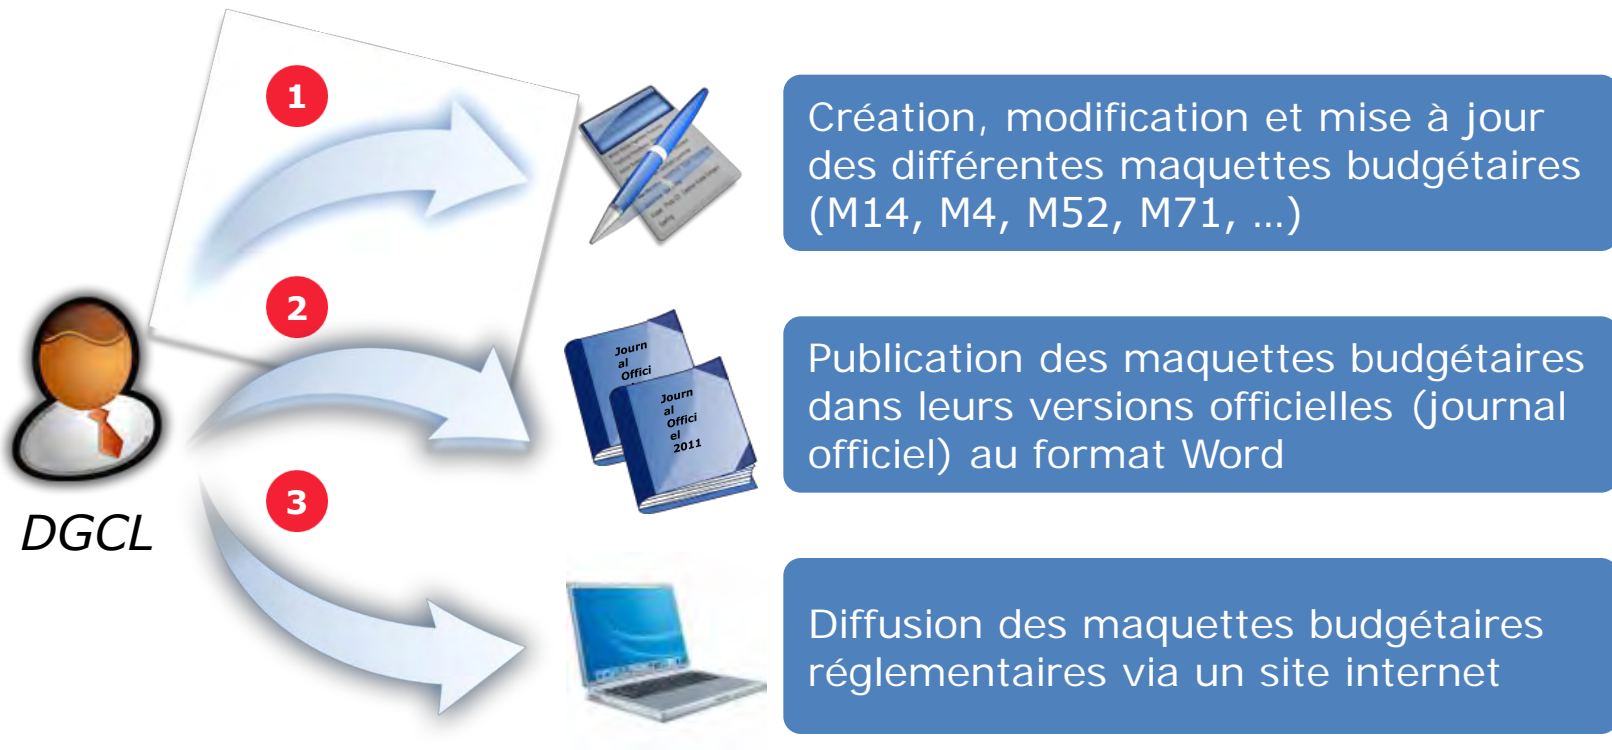 1
Création, modification et mise à jour
des différentes maquettes budgétaires
(M14, M4, M52, M71, …)
2
Journ
al
Offici
Journ
al
Offici
el
2011
Publication des maquettes budgétaires
dans leurs versions officielles (journal
officiel) au format Word
DGCL
3
Diffusion des maquettes budgétaires
réglementaires via un site internet